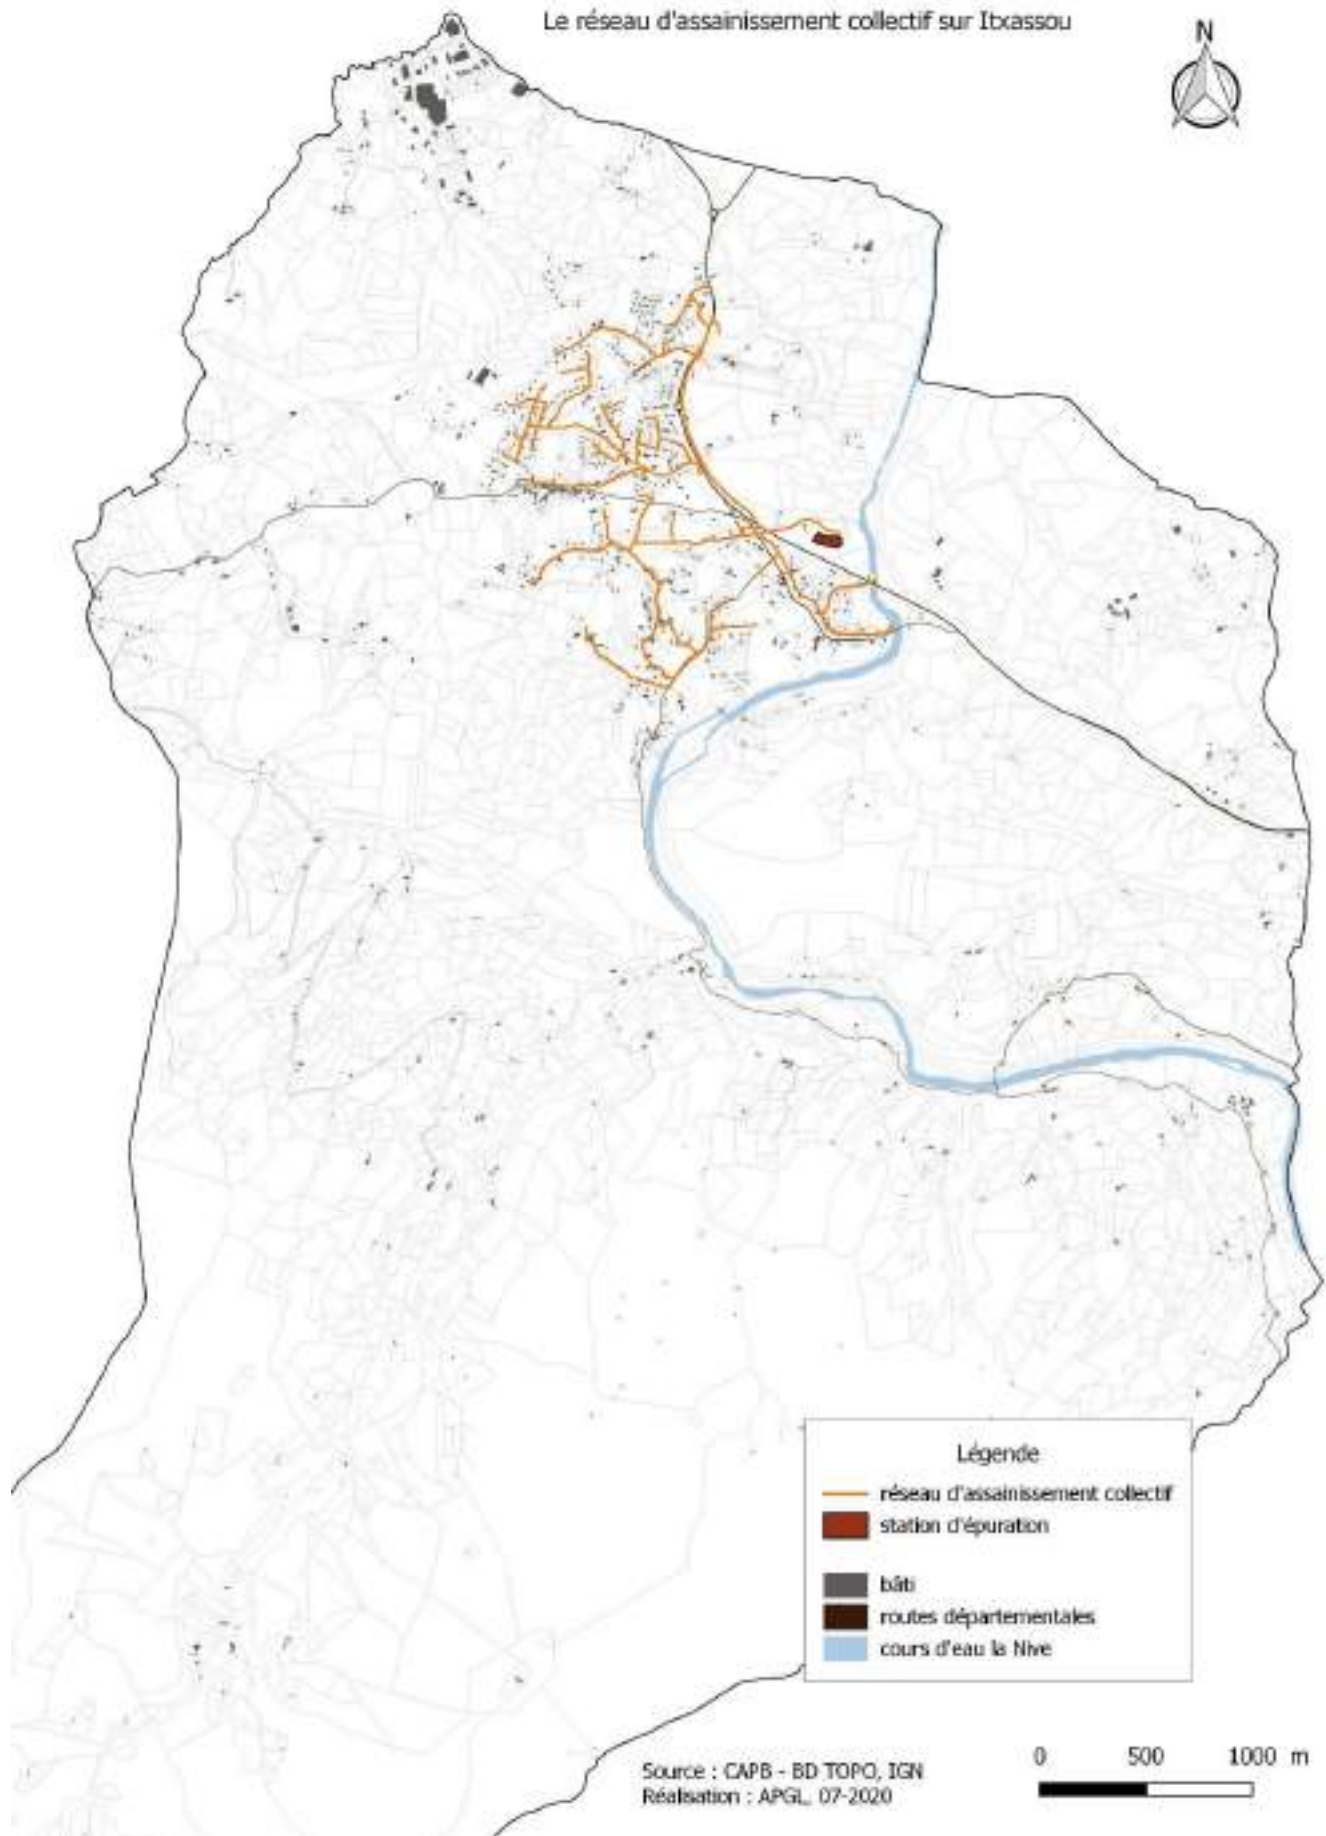 Le réseau d'assainissement collectif sur Itxassou
N
Légende
réseau d'assainissement collectif
station d'épuration
bâti
routes départementales
cours d'eau la Nive
Source : CAPB - BD TOPO, IGN
Réalisation : APGL, 07-2020
0 500 1000 m